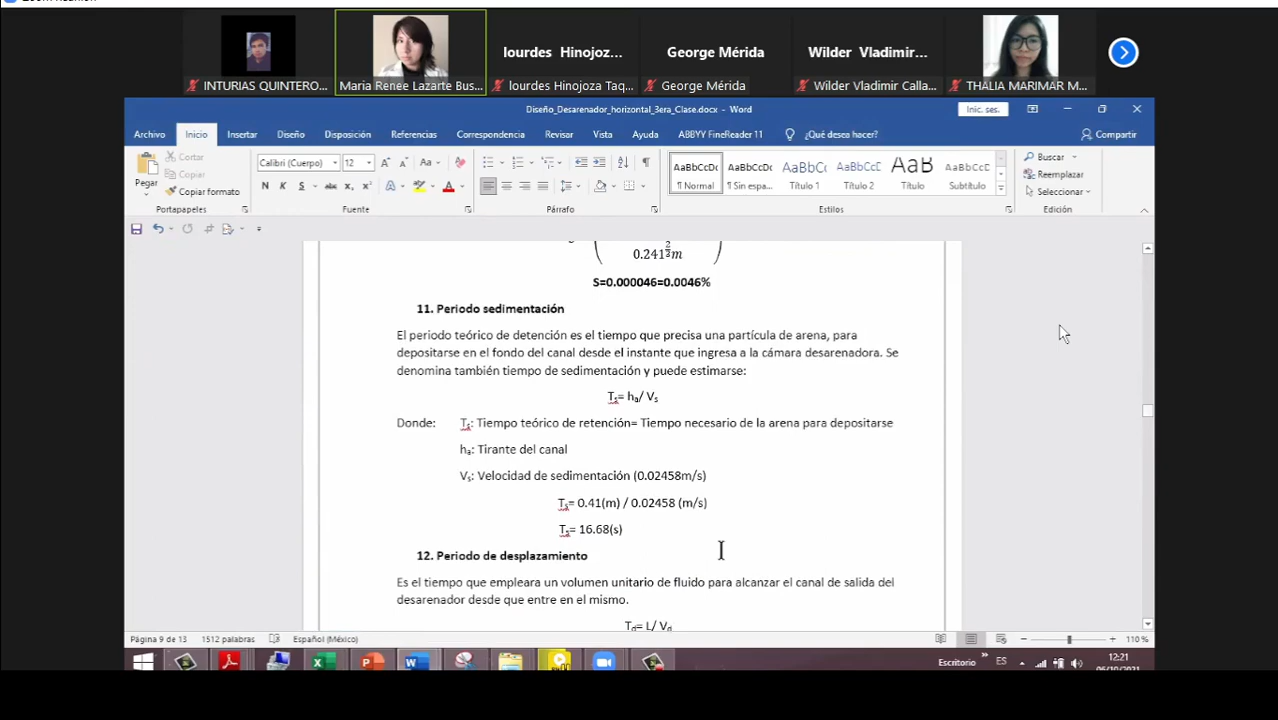 INTURIAS QUINTERO...
Maria Renee Lazarte Bus...
lourdes Hinojoz...
lourdes Hinojoza Taq...
George Mérida
George Mérida
Wilder Vladimir...
Wilder Vladimir Calla...
THALIA MARIMAR M...
Diseño_Desarenador_horizontal_3era_Clase.docx - Word
Inic. ses.
Archivo Inicio Insertar Diseño Disposición Referencias Correspondencia Revisar Vista Ayuda ABBYY FineReader 11 ¿Qué desea hacer? Compartir
Pegar
Cortar
Copiar
Copiar formato
Portapapeles
Calibri (Cuerpo) 12
Fuente
Párrafo
AaBbCcDc AaBbCcDc AaBbCc AaBbCcD AaB AaBbCcD
¶ Normal ¶ Sin espa... Título 1 Título 2 Título Subtítulo
Estilos
Buscar
Reemplazar
Seleccionar
Edición
0.241^(2/3) m
S=0.000046=0.0046%
11. Periodo sedimentación
El periodo teórico de detención es el tiempo que precisa una partícula de arena, para
depositarse en el fondo del canal desde el instante que ingresa a la cámara desarenadora. Se
denomina también tiempo de sedimentación y puede estimarse:
Ts= ha/ Vs
Donde: Ts: Tiempo teórico de retención= Tiempo necesario de la arena para depositarse
ha: Tirante del canal
Vs: Velocidad de sedimentación (0.02458m/s)
Ts= 0.41(m) / 0.02458 (m/s)
Ts= 16.68(s)
12. Periodo de desplazamiento
Es el tiempo que empleara un volumen unitario de fluido para alcanzar el canal de salida del
desarenador desde que entre en el mismo.
Td= L/ Vd
Página 9 de 13 1512 palabras Español (México) 110 %
Escritorio ES 12:21
06/10/2021